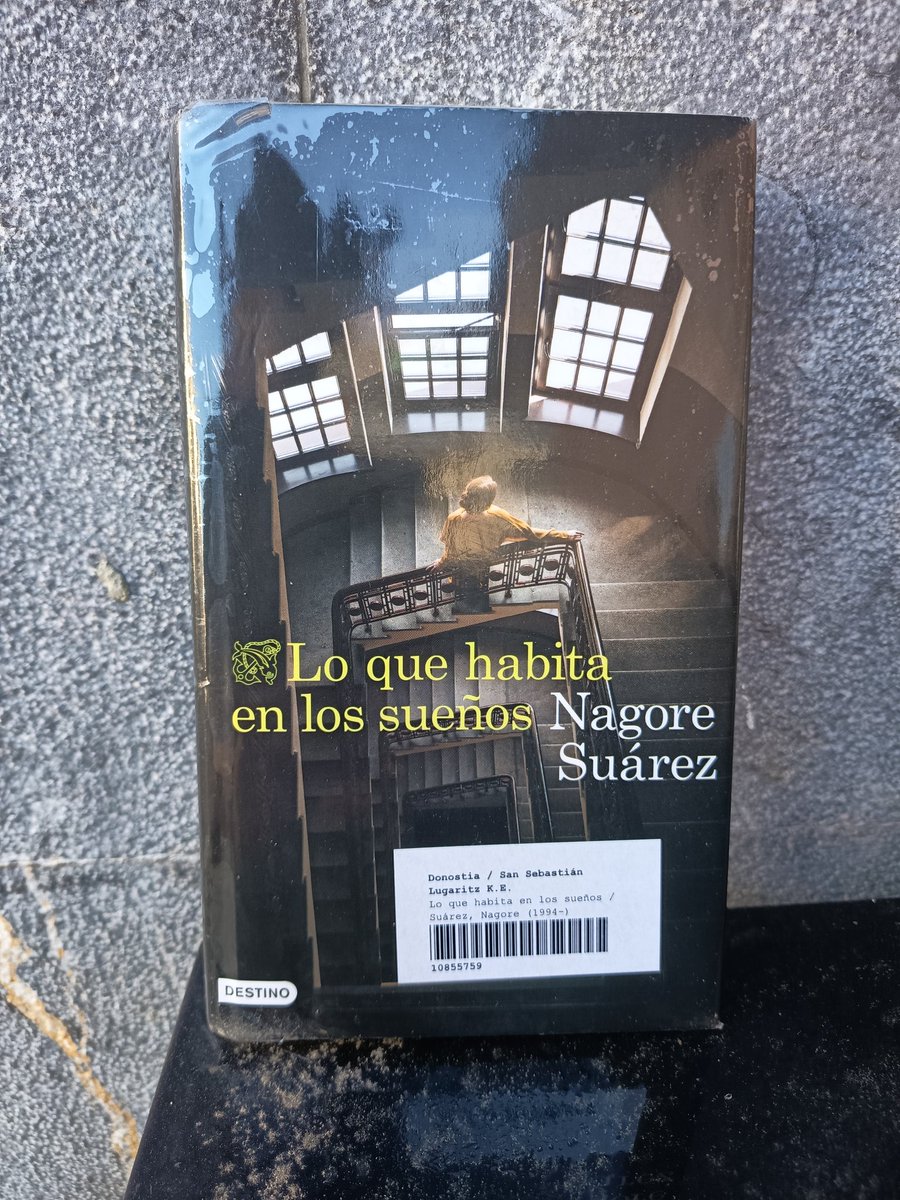 Lo que habita
en los sueños Nagore
Suárez
Donostia / San Sebastián
Lugaritz K.E.
Lo que habita en los sueños /
Suárez, Nagore (1994-)
10855759
DESTINO